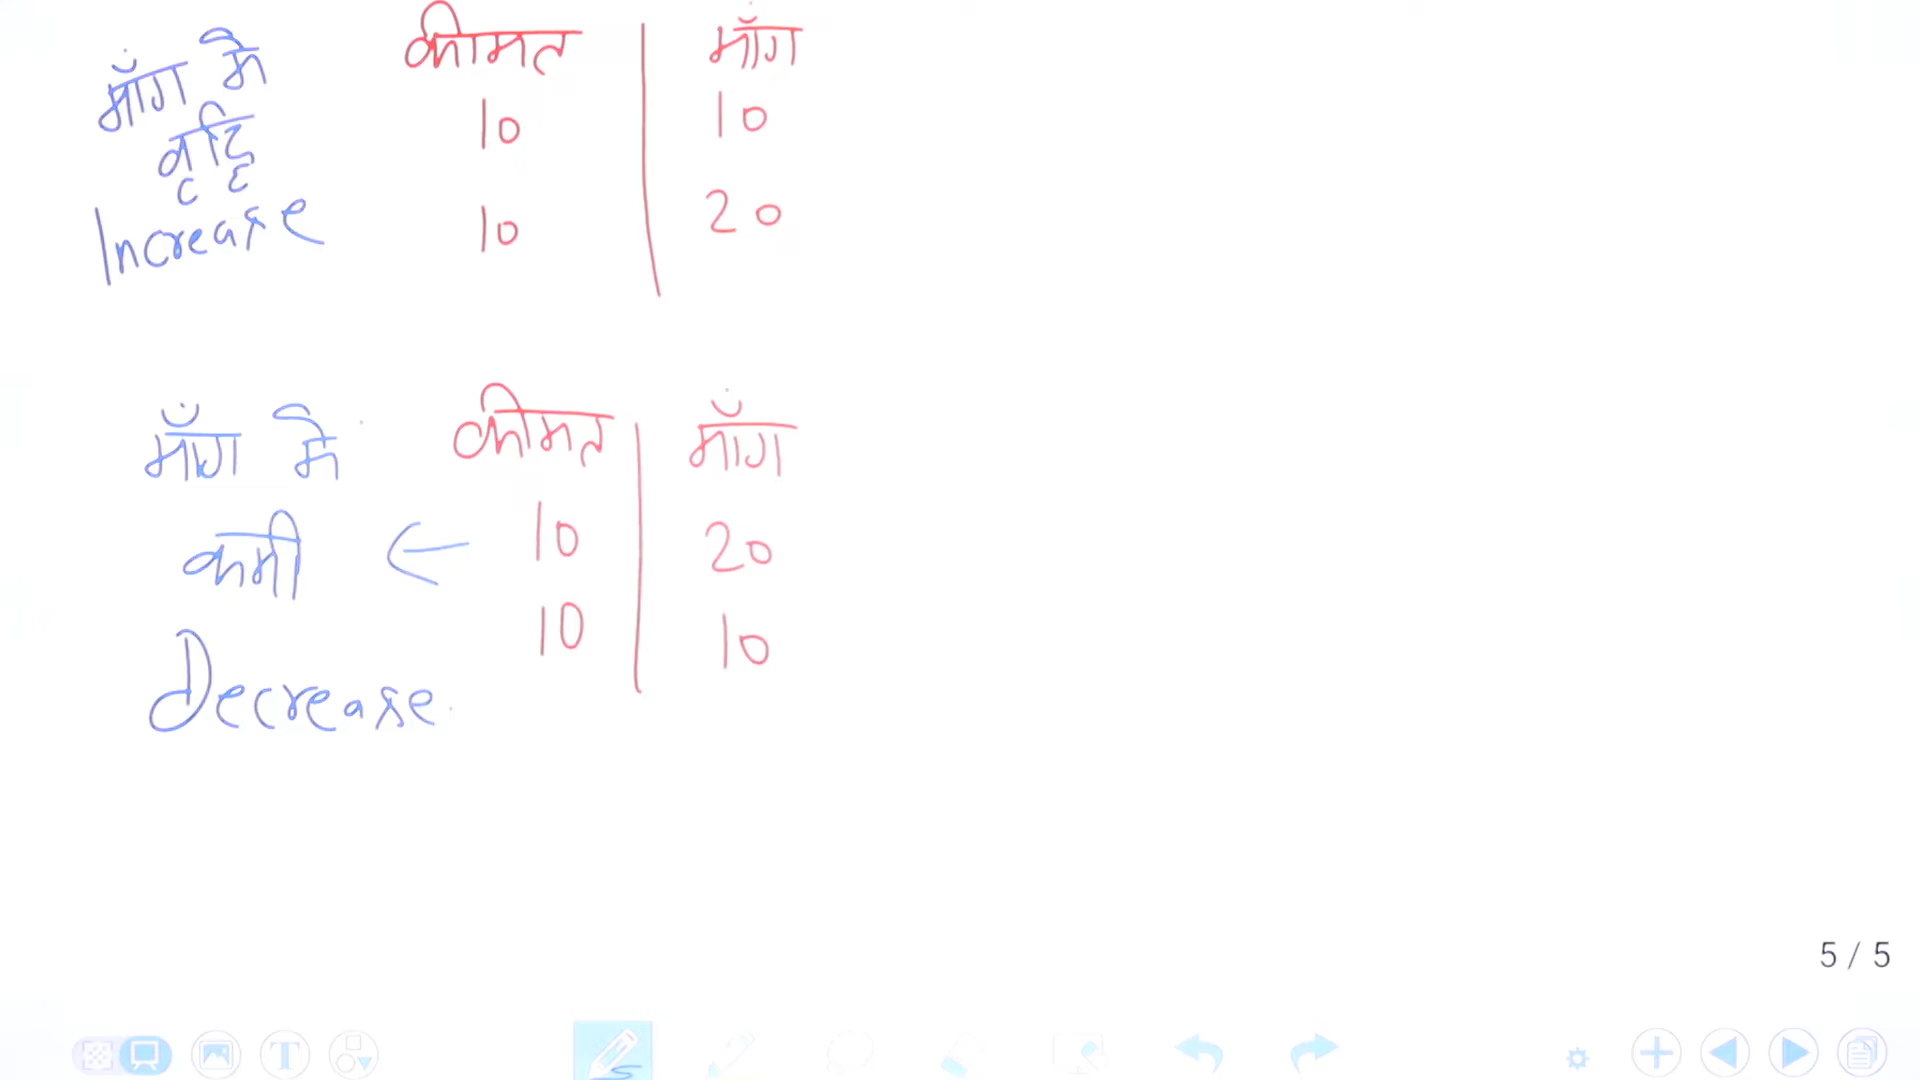 माँग में कीमत माँग
वृद्धि 10 10
Increase 10 20
माँग में कीमत माँग
कमी ← 10 20
10 10
Decrease
5 / 5
T